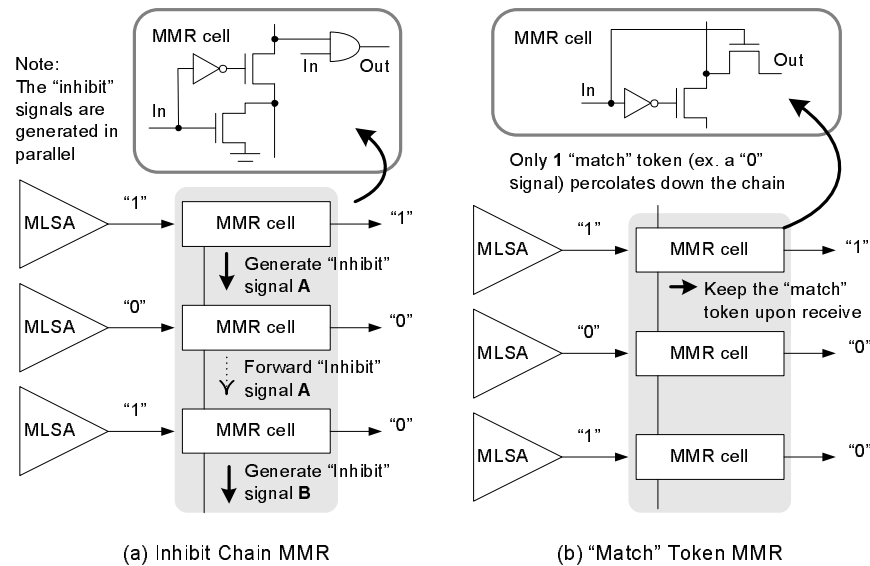 MMR cell
In
Out
In
Note:
The “inhibit”
signals are
generated in
parallel
MLSA
“1”
MMR cell
“1”
Generate “Inhibit”
signal A
MLSA
“0”
MMR cell
“0”
Forward “Inhibit”
signal A
MLSA
“1”
MMR cell
“0”
Generate “Inhibit”
signal B
(a) Inhibit Chain MMR
MMR cell
In
Out
Only 1 “match” token (ex. a “0”
signal) percolates down the chain
MLSA
“1”
MMR cell
“1”
Keep the “match”
token upon receive
MLSA
“0”
MMR cell
“0”
MLSA
“1”
MMR cell
“0”
(b) “Match” Token MMR